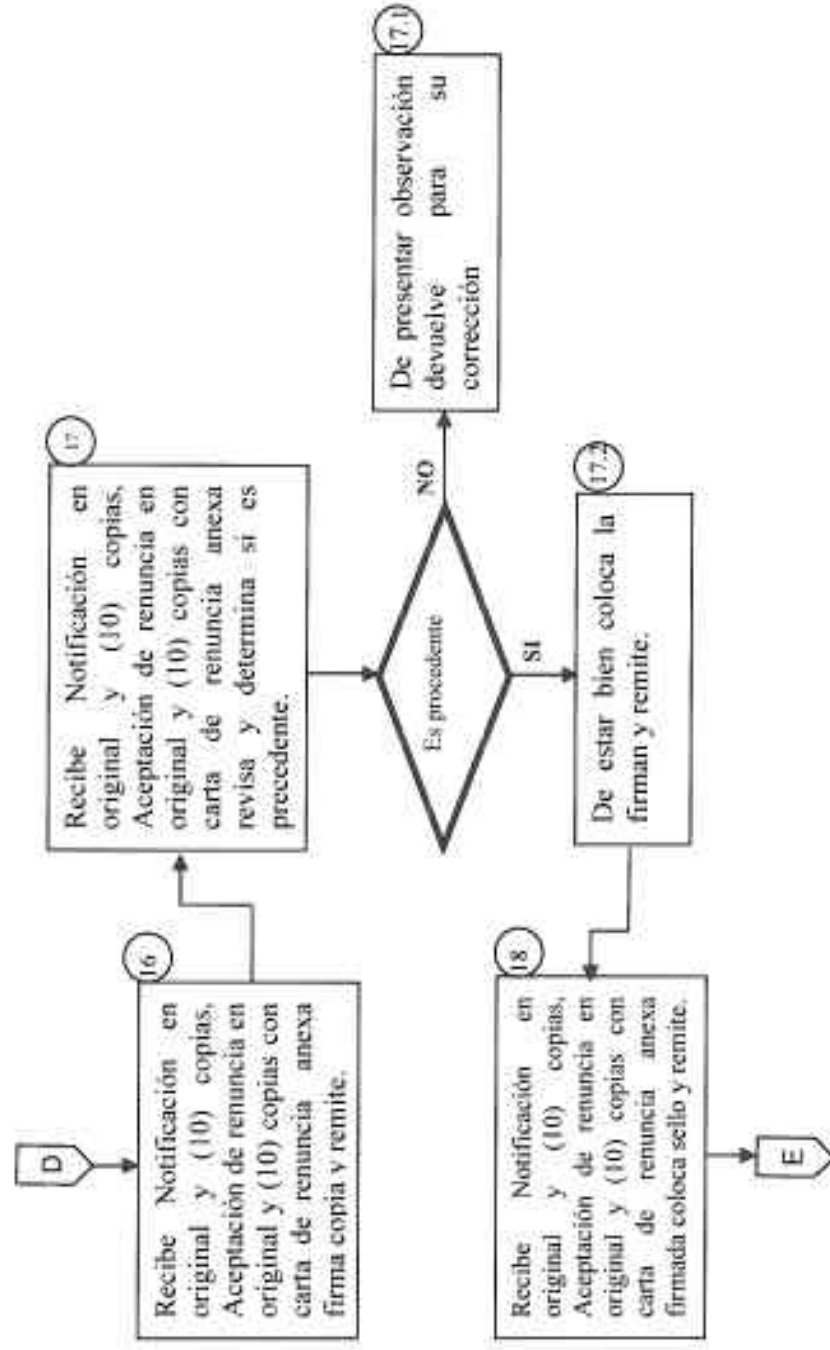 D
16
Recibe Notificación en
original y (10) copias,
Aceptación de renuncia en
original y (10) copias con
carta de renuncia anexa
firma copia y remite.
17
Recibe Notificación en
original y (10) copias,
Aceptación de renuncia en
original y (10) copias con
carta de renuncia anexa
revisa y determina si es
precedente.
Es procedente
NO
17.1
De presentar observación
devuelve para su
corrección
SI
17.2
De estar bien coloca la
firman y remite.
18
Recibe Notificación en
original y (10) copias,
Aceptación de renuncia en
original y (10) copias con
carta de renuncia anexa
firmada coloca sello y remite.
E